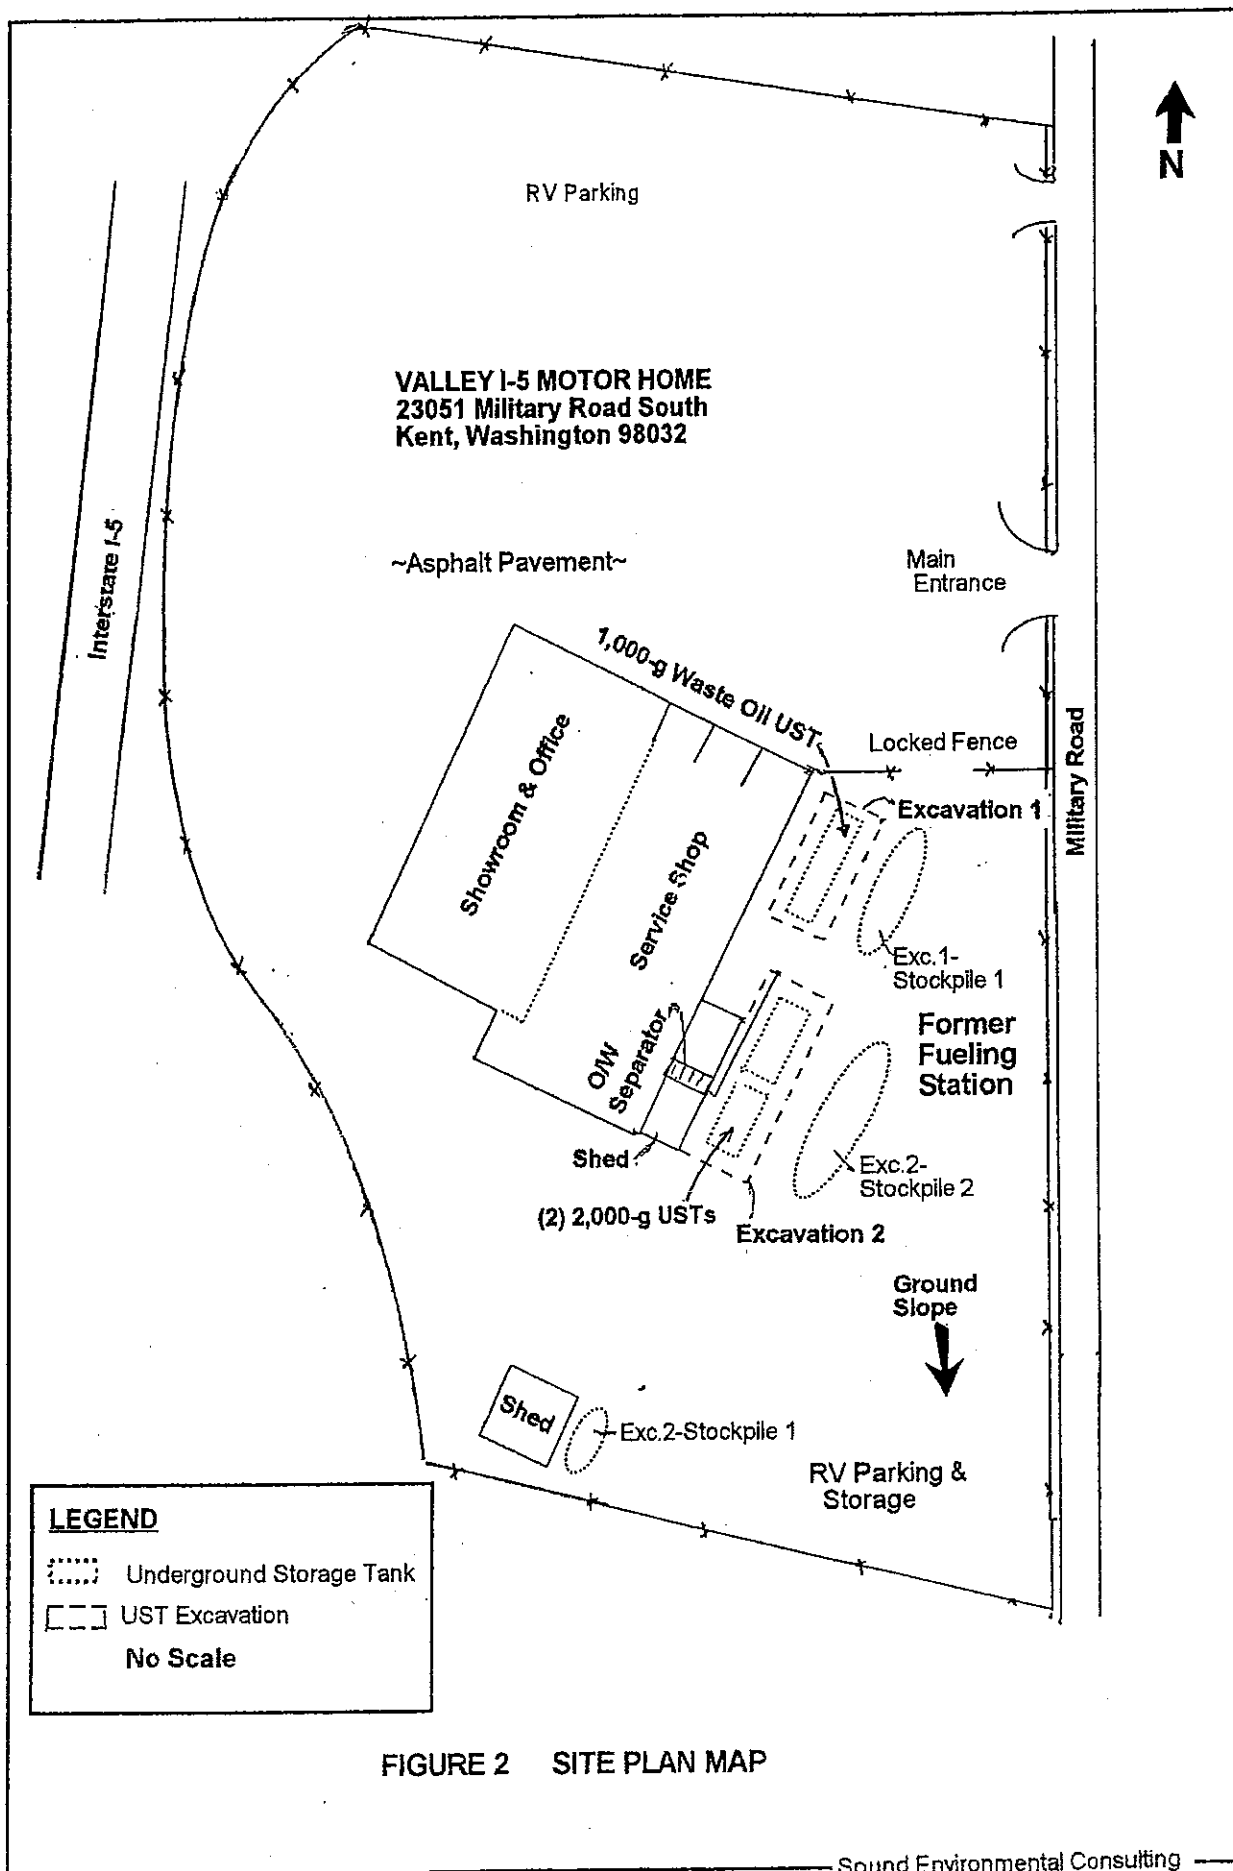 N
RV Parking
VALLEY I-5 MOTOR HOME
23051 Military Road South
Kent, Washington 98032
Interstate I-5
~Asphalt Pavement~
Main
Entrance
1,000-g Waste Oil UST
Locked Fence
Military Road
Showroom & Office
Service Shop
Excavation 1
Exc.1-
Stockpile 1
Former
Fueling
Station
O/W
Separator
Shed
Exc.2-
Stockpile 2
(2) 2,000-g USTs
Excavation 2
Ground
Slope
Shed
Exc.2-Stockpile 1
RV Parking &
Storage
LEGEND
Underground Storage Tank
UST Excavation
No Scale
FIGURE 2 SITE PLAN MAP
Sound Environmental Consulting